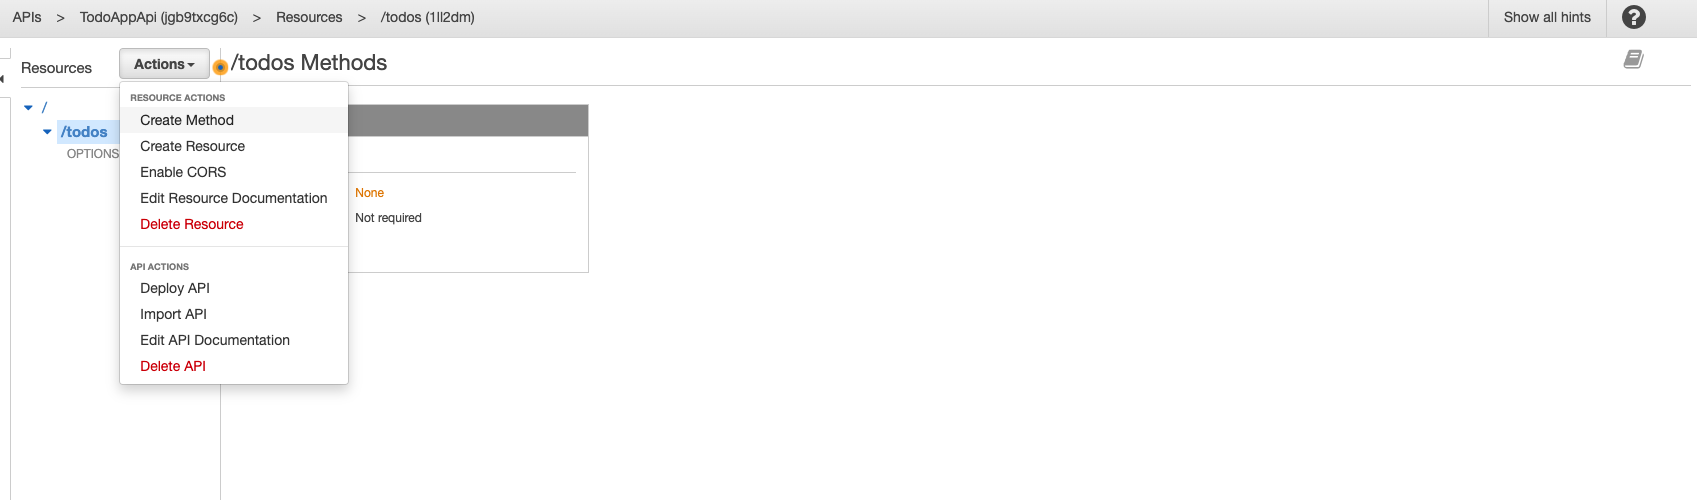 APIs > TodoAppApi (jgb9txcg6c) > Resources > /todos (1ll2dm) Show all hints ?
Resources Actions /todos Methods
RESOURCE ACTIONS
/ Create Method
/todos Create Resource
OPTIONS Enable CORS
Edit Resource Documentation None
Delete Resource Not required
API ACTIONS
Deploy API
Import API
Edit API Documentation
Delete API